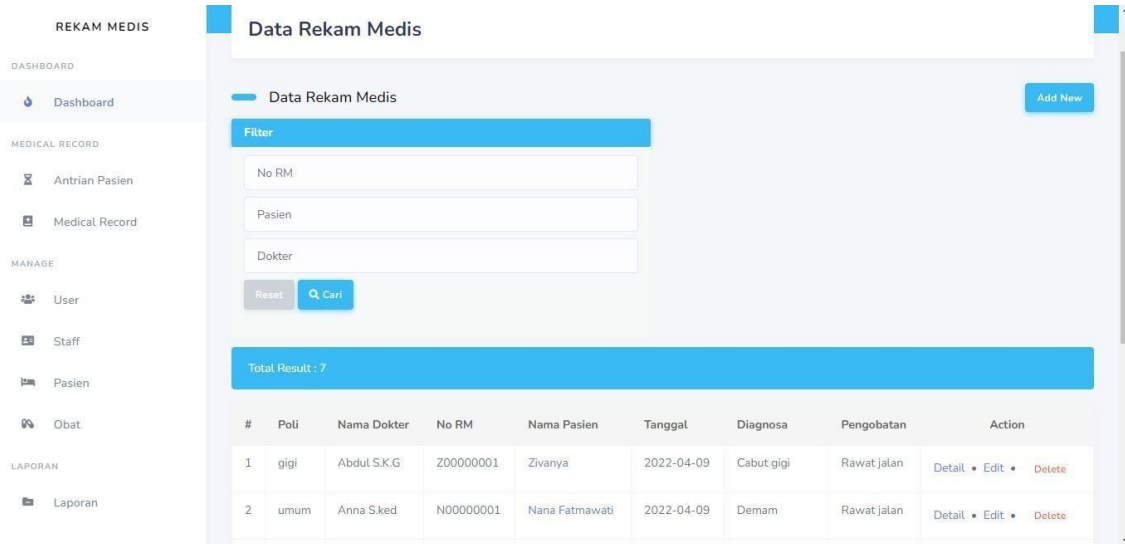 REKAM MEDIS
DASHBOARD
Dashboard
MEDICAL RECORD
Antrian Pasien
Medical Record
MANAGE
User
Staff
Pasien
Obat
LAPORAN
Laporan
Data Rekam Medis
Data Rekam Medis
Add New
Filter
No RM
Pasien
Dokter
Reset Cari
Total Result : 7
# Poli Nama Dokter No RM Nama Pasien Tanggal Diagnosa Pengobatan Action
1 gigi Abdul S.K.G Z00000001 Zivanya 2022-04-09 Cabut gigi Rawat jalan Detail • Edit • Delete
2 umum Anna S.ked N00000001 Nana Fatmawati 2022-04-09 Demam Rawat jalan Detail • Edit • Delete